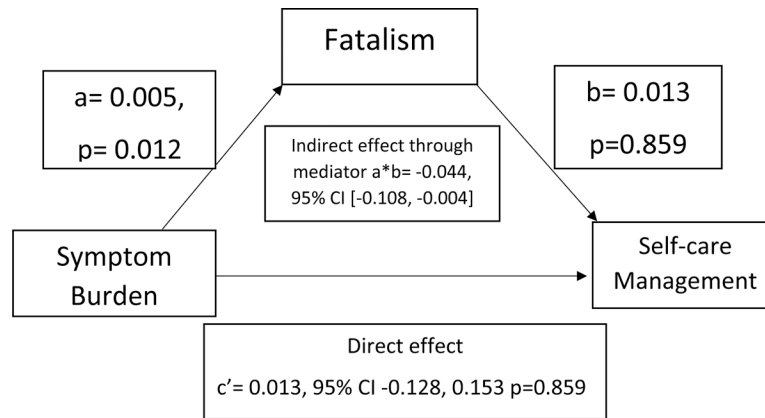 Fatalism
a= 0.005,
p= 0.012
b= 0.013
p=0.859
Indirect effect through
mediator a*b= -0.044,
95% CI [-0.108, -0.004]
Symptom
Burden
Self-care
Management
Direct effect
c’= 0.013, 95% CI -0.128, 0.153 p=0.859